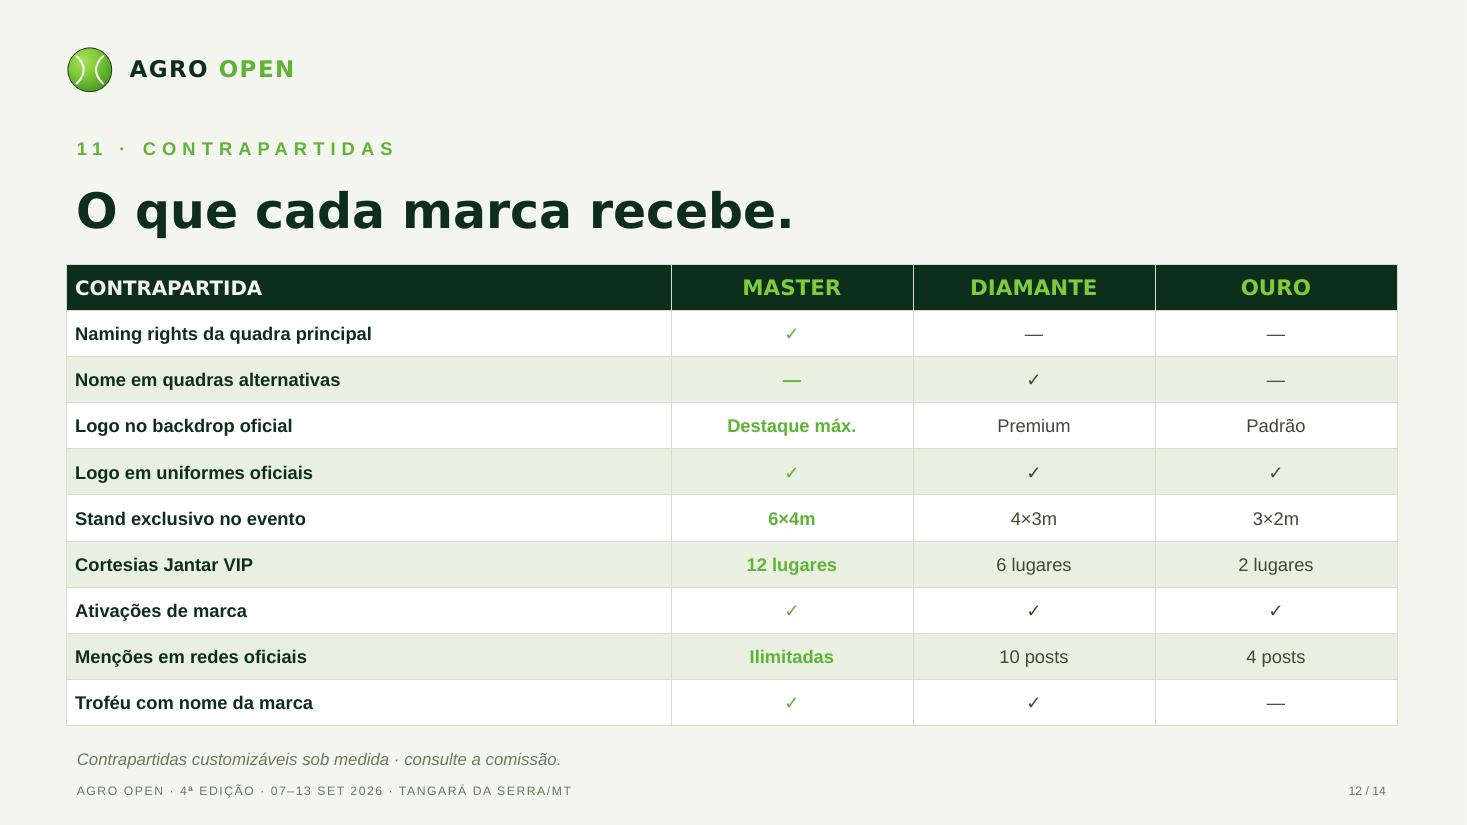 AGRO OPEN
11 · CONTRAPARTIDAS
O que cada marca recebe.
CONTRAPARTIDA MASTER DIAMANTE OURO
Naming rights da quadra principal ✓ — —
Nome em quadras alternativas — ✓ —
Logo no backdrop oficial Destaque máx. Premium Padrão
Logo em uniformes oficiais ✓ ✓ ✓
Stand exclusivo no evento 6×4m 4×3m 3×2m
Cortesias Jantar VIP 12 lugares 6 lugares 2 lugares
Ativações de marca ✓ ✓ ✓
Menções em redes oficiais Ilimitadas 10 posts 4 posts
Troféu com nome da marca ✓ ✓ —
Contrapartidas customizáveis sob medida · consulte a comissão.
AGRO OPEN · 4ª EDIÇÃO · 07–13 SET 2026 · TANGARÁ DA SERRA/MT 12 / 14